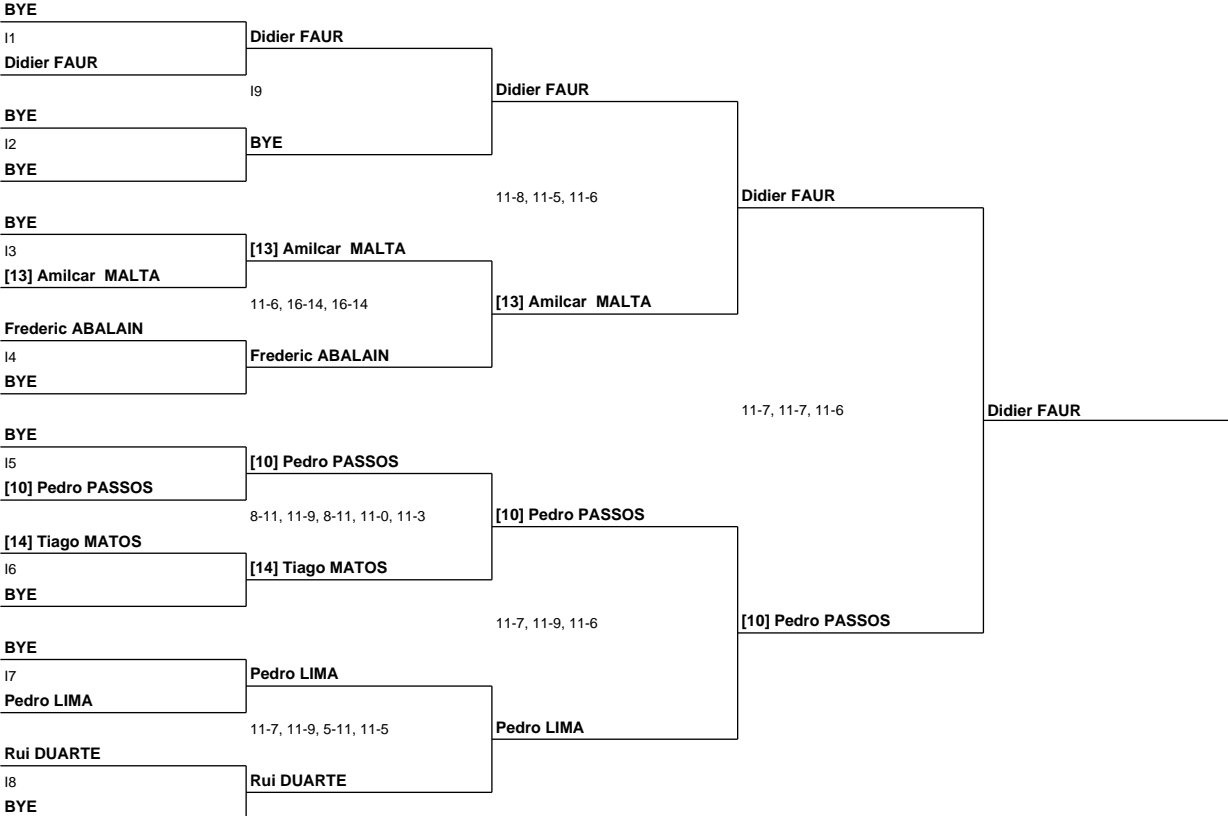 BYE
I1
Didier FAUR
BYE
I2
BYE
BYE
I3
[13] Amilcar  MALTA
Frederic ABALAIN
I4
BYE
BYE
I5
[10] Pedro PASSOS
[14] Tiago MATOS
I6
BYE
BYE
I7
Pedro LIMA
Rui DUARTE
I8
BYE
Didier FAUR
I9
BYE
[13] Amilcar  MALTA
11-6, 16-14, 16-14
Frederic ABALAIN
[10] Pedro PASSOS
8-11, 11-9, 8-11, 11-0, 11-3
[14] Tiago MATOS
Pedro LIMA
11-7, 11-9, 5-11, 11-5
Rui DUARTE
Didier FAUR
11-8, 11-5, 11-6
[13] Amilcar  MALTA
[10] Pedro PASSOS
11-7, 11-9, 11-6
Pedro LIMA
Didier FAUR
11-7, 11-7, 11-6
[10] Pedro PASSOS
Didier FAUR